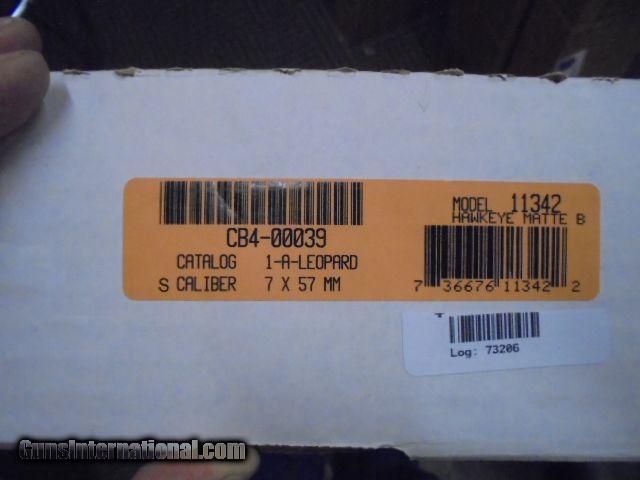 CB4-00039
CATALOG 1-A-LEOPARD
S CALIBER 7 X 57 MM
MODEL 11342
HAWKEYE MATTE B
7 36676 11342 2
Log: 73206
GunsInternational.com